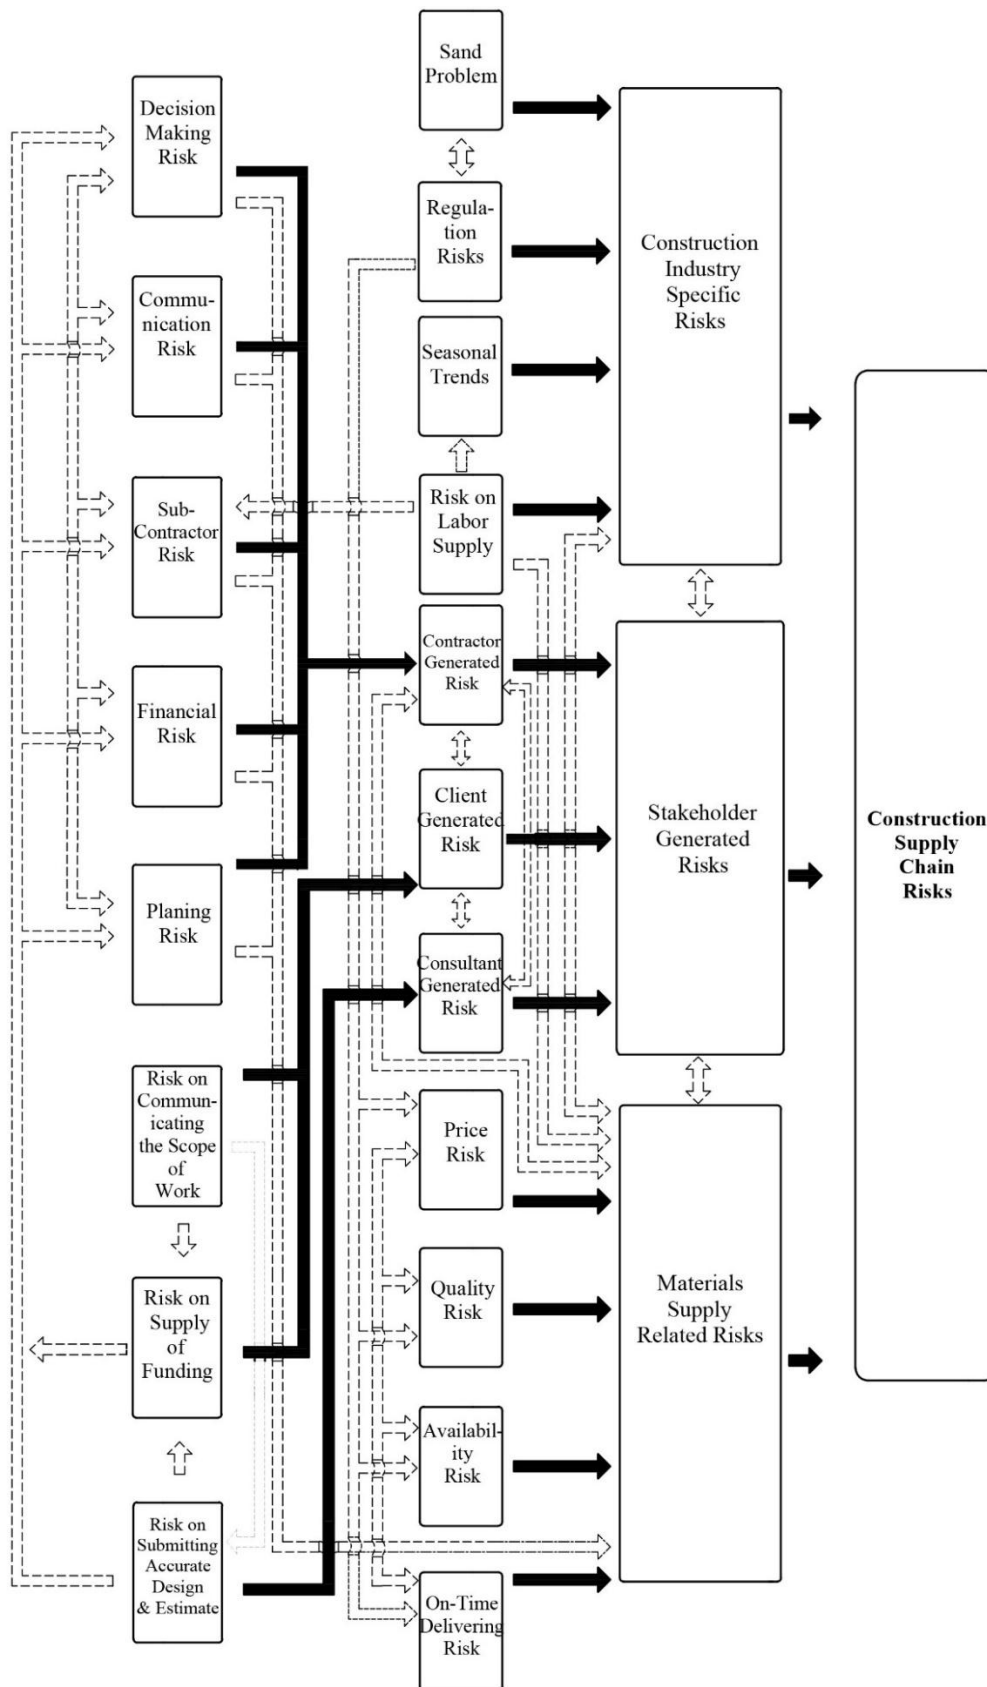 Decision
Making
Risk
Commu-
nication
Risk
Sub-
Contractor
Risk
Financial
Risk
Planing
Risk
Risk on
Communi-
icating
the Scope
of
Work
Risk on
Supply
of
Funding
Risk on
Submitting
Accurate
Design
& Estimate
Sand
Problem
Regula-
tion
Risks
Seasonal
Trends
Risk on
Labor
Supply
Contractor
Generated
Risk
Client
Generated
Risk
Consultant
Generated
Risk
Price
Risk
Quality
Risk
Availabil-
ity
Risk
On-Time
Delivering
Risk
Construction
Industry
Specific
Risks
Stakeholder
Generated
Risks
Materials
Supply
Related Risks
Construction
Supply
Chain
Risks